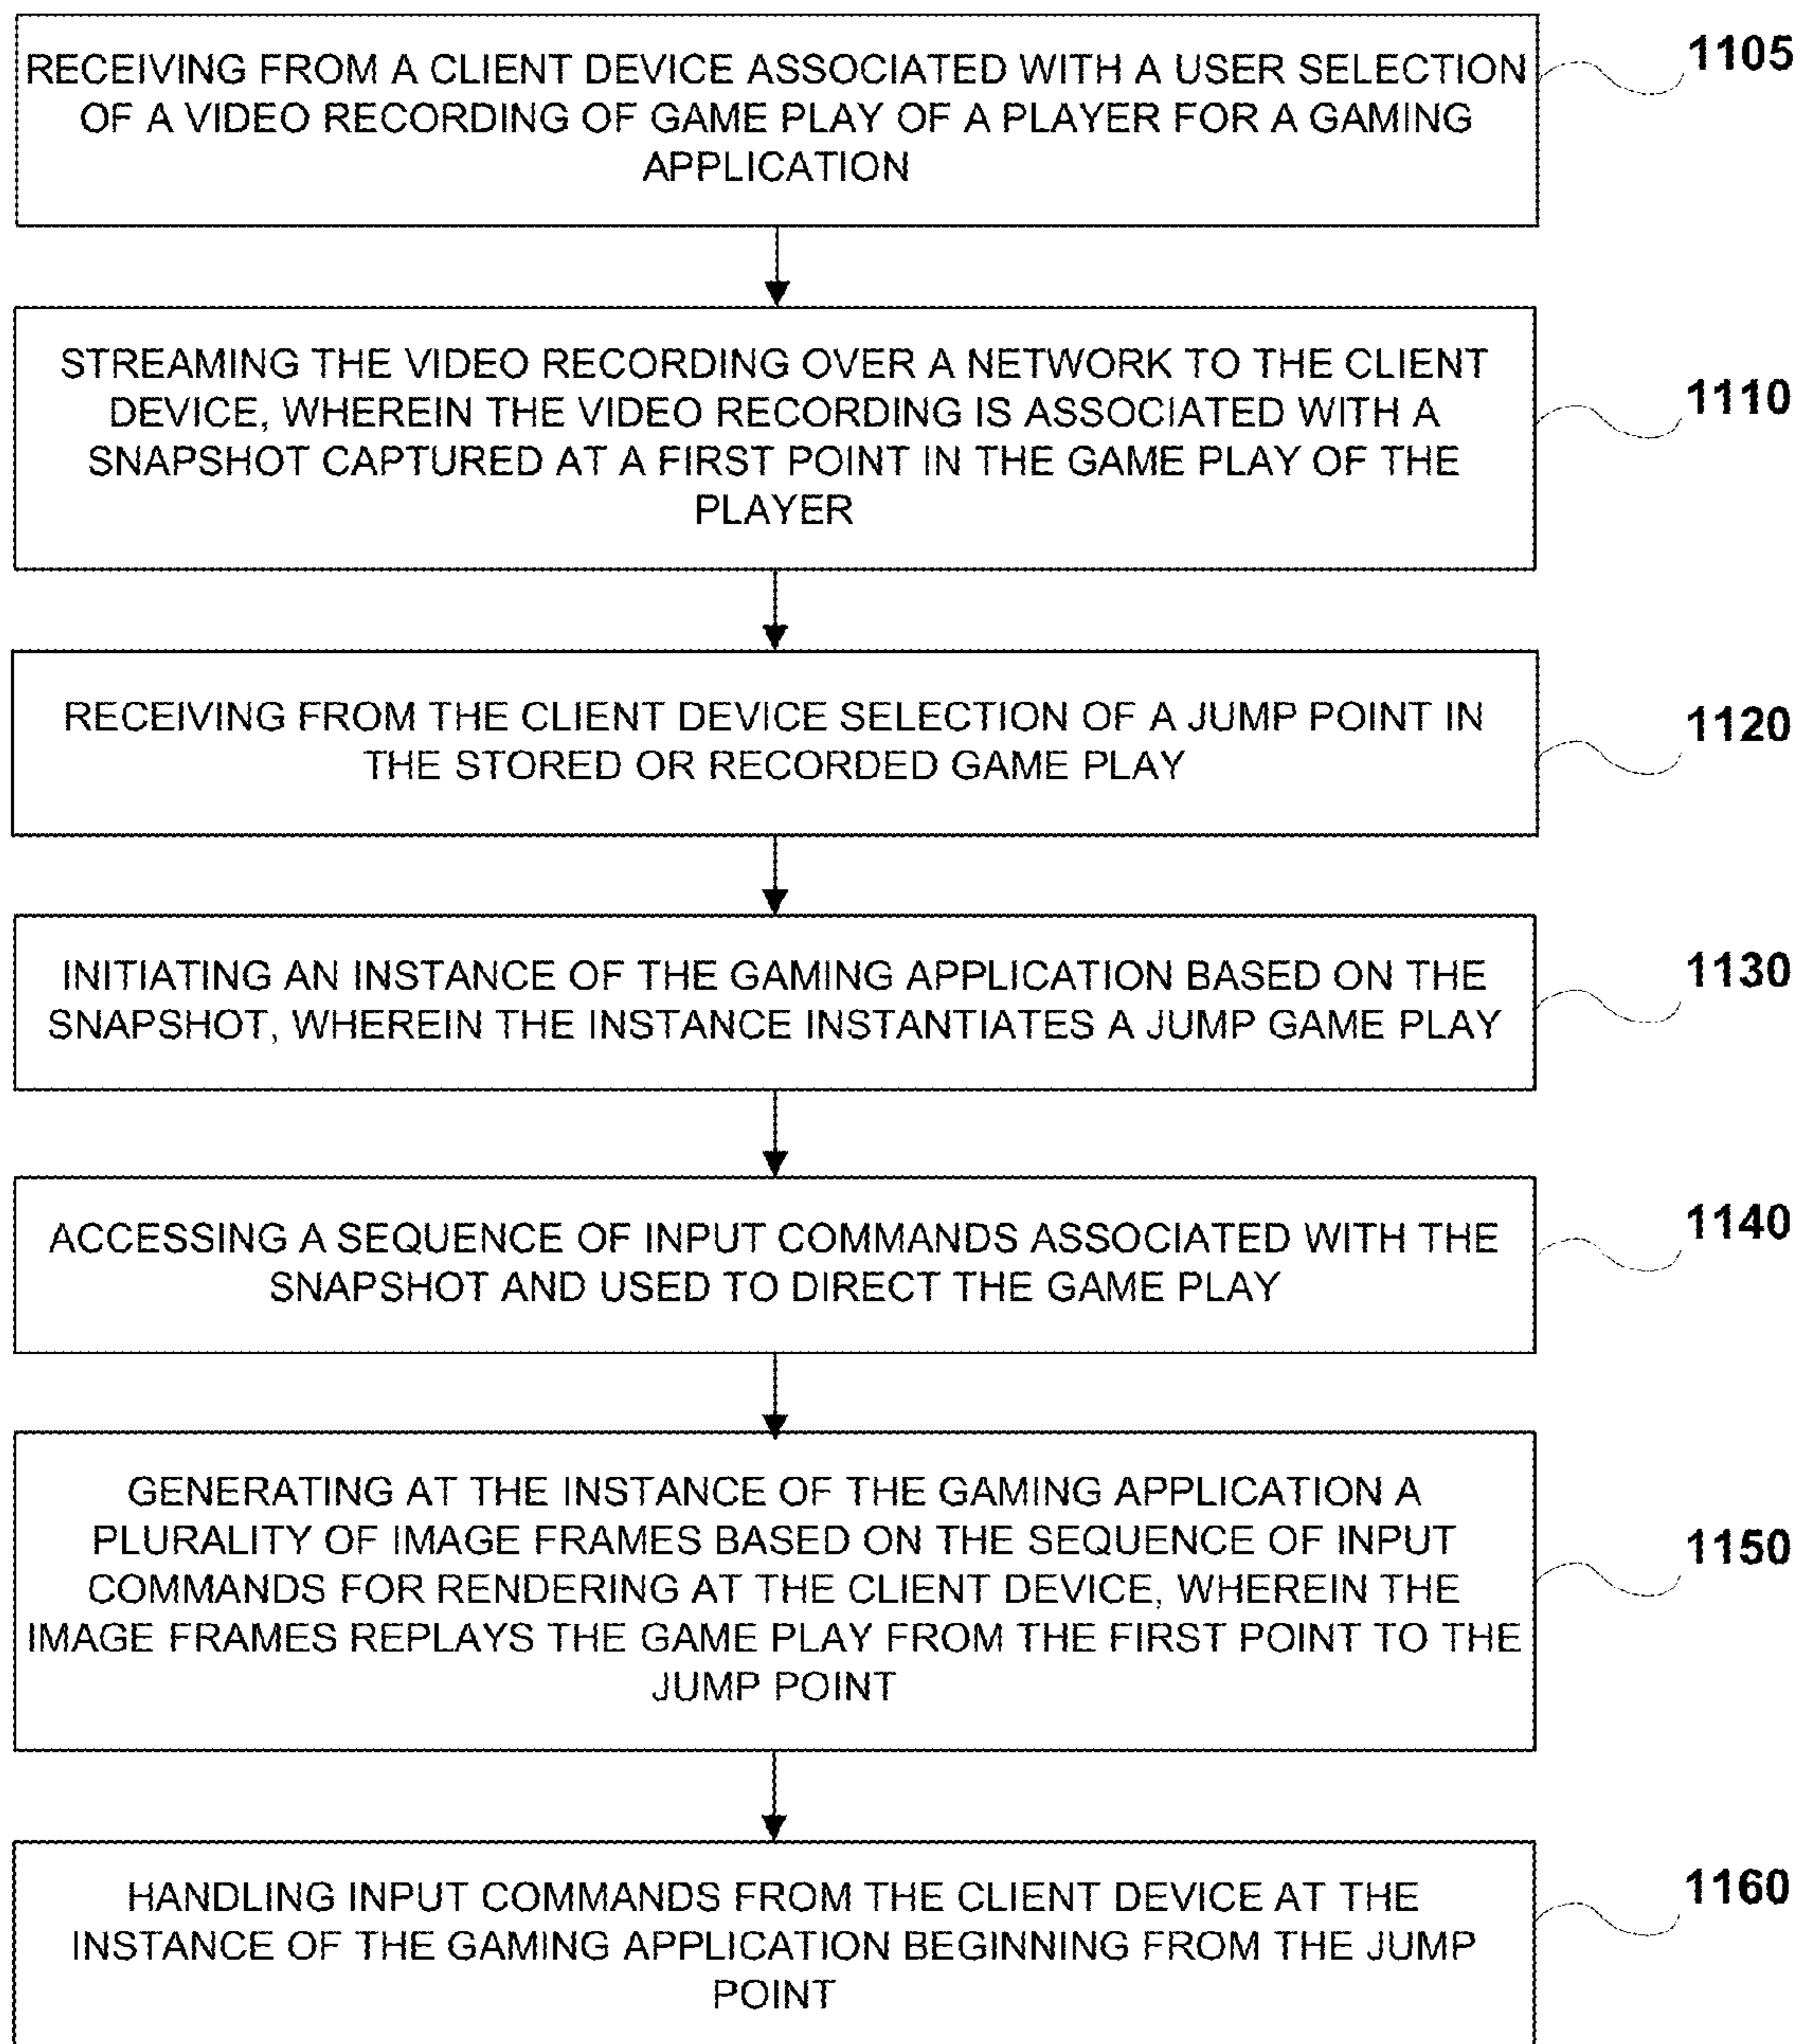 RECEIVING FROM A CLIENT DEVICE ASSOCIATED WITH A USER SELECTION
OF A VIDEO RECORDING OF GAME PLAY OF A PLAYER FOR A GAMING
APPLICATION
1105
STREAMING THE VIDEO RECORDING OVER A NETWORK TO THE CLIENT
DEVICE, WHEREIN THE VIDEO RECORDING IS ASSOCIATED WITH A
SNAPSHOT CAPTURED AT A FIRST POINT IN THE GAME PLAY OF THE
PLAYER
1110
RECEIVING FROM THE CLIENT DEVICE SELECTION OF A JUMP POINT IN
THE STORED OR RECORDED GAME PLAY
1120
INITIATING AN INSTANCE OF THE GAMING APPLICATION BASED ON THE
SNAPSHOT, WHEREIN THE INSTANCE INSTANTIATES A JUMP GAME PLAY
1130
ACCESSING A SEQUENCE OF INPUT COMMANDS ASSOCIATED WITH THE
SNAPSHOT AND USED TO DIRECT THE GAME PLAY
1140
GENERATING AT THE INSTANCE OF THE GAMING APPLICATION A
PLURALITY OF IMAGE FRAMES BASED ON THE SEQUENCE OF INPUT
COMMANDS FOR RENDERING AT THE CLIENT DEVICE, WHEREIN THE
IMAGE FRAMES REPLAYS THE GAME PLAY FROM THE FIRST POINT TO THE
JUMP POINT
1150
HANDLING INPUT COMMANDS FROM THE CLIENT DEVICE AT THE
INSTANCE OF THE GAMING APPLICATION BEGINNING FROM THE JUMP
POINT
1160